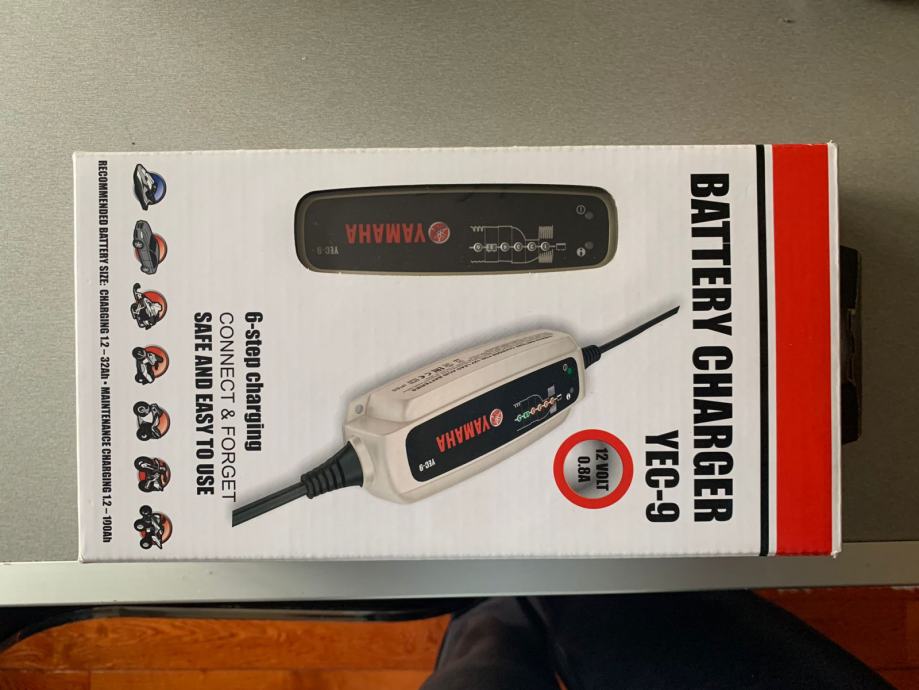 BATTERY CHARGER
YEC-9
YAMAHA
YEC-9
12 VOLT
0.8A
YAMAHA
YEC-9
6-step charging
CONNECT & FORGET
SAFE AND EASY TO USE
RECOMMENDED BATTERY SIZE: CHARGING 1.2 – 32Ah • MAINTENANCE CHARGING 1.2 – 190Ah